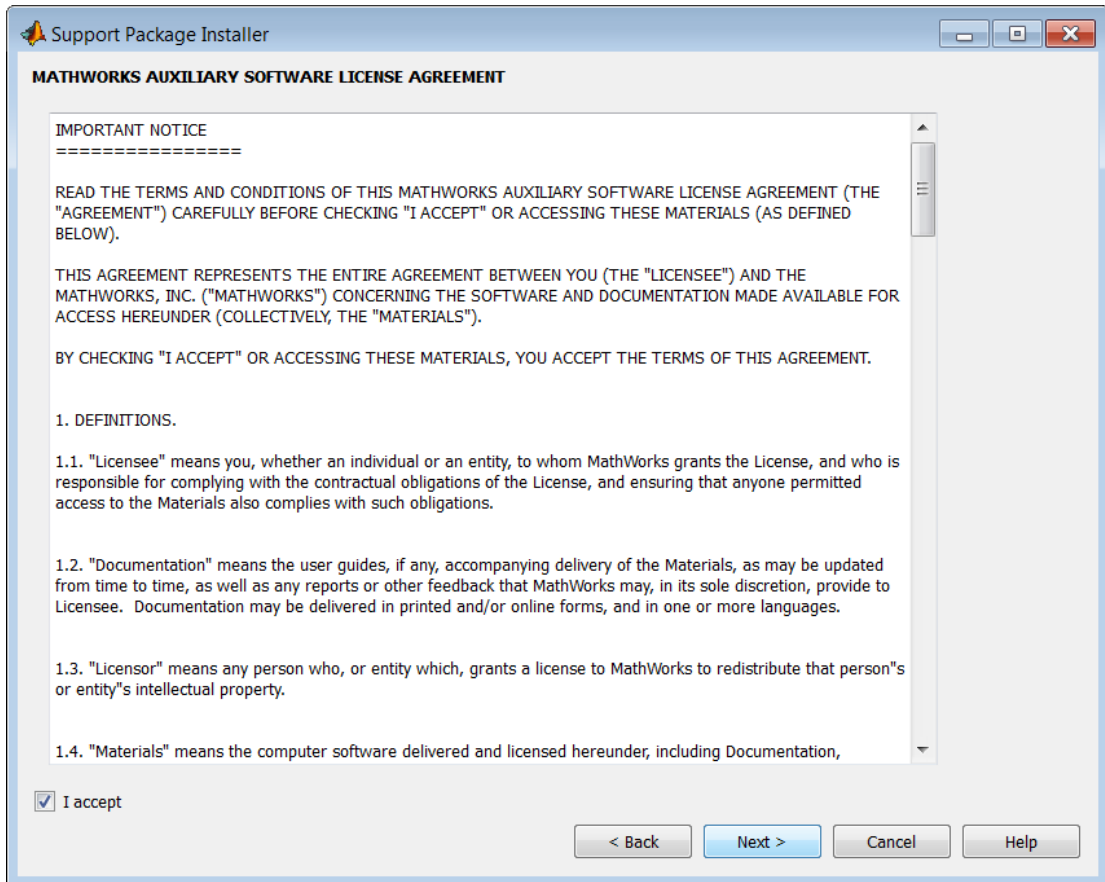 Support Package Installer
MATHWORKS AUXILIARY SOFTWARE LICENSE AGREEMENT
IMPORTANT NOTICE
================
READ THE TERMS AND CONDITIONS OF THIS MATHWORKS AUXILIARY SOFTWARE LICENSE AGREEMENT (THE
"AGREEMENT") CAREFULLY BEFORE CHECKING "I ACCEPT" OR ACCESSING THESE MATERIALS (AS DEFINED
BELOW).
THIS AGREEMENT REPRESENTS THE ENTIRE AGREEMENT BETWEEN YOU (THE "LICENSEE") AND THE
MATHWORKS, INC. ("MATHWORKS") CONCERNING THE SOFTWARE AND DOCUMENTATION MADE AVAILABLE FOR
ACCESS HEREUNDER (COLLECTIVELY, THE "MATERIALS").
BY CHECKING "I ACCEPT" OR ACCESSING THESE MATERIALS, YOU ACCEPT THE TERMS OF THIS AGREEMENT.
1. DEFINITIONS.
1.1. "Licensee" means you, whether an individual or an entity, to whom MathWorks grants the License, and who is
responsible for complying with the contractual obligations of the License, and ensuring that anyone permitted
access to the Materials also complies with such obligations.
1.2. "Documentation" means the user guides, if any, accompanying delivery of the Materials, as may be updated
from time to time, as well as any reports or other feedback that MathWorks may, in its sole discretion, provide to
Licensee.  Documentation may be delivered in printed and/or online forms, and in one or more languages.
1.3. "Licensor" means any person who, or entity which, grants a license to MathWorks to redistribute that person"s
or entity"s intellectual property.
1.4. "Materials" means the computer software delivered and licensed hereunder, including Documentation,
I accept
< Back
Next >
Cancel
Help